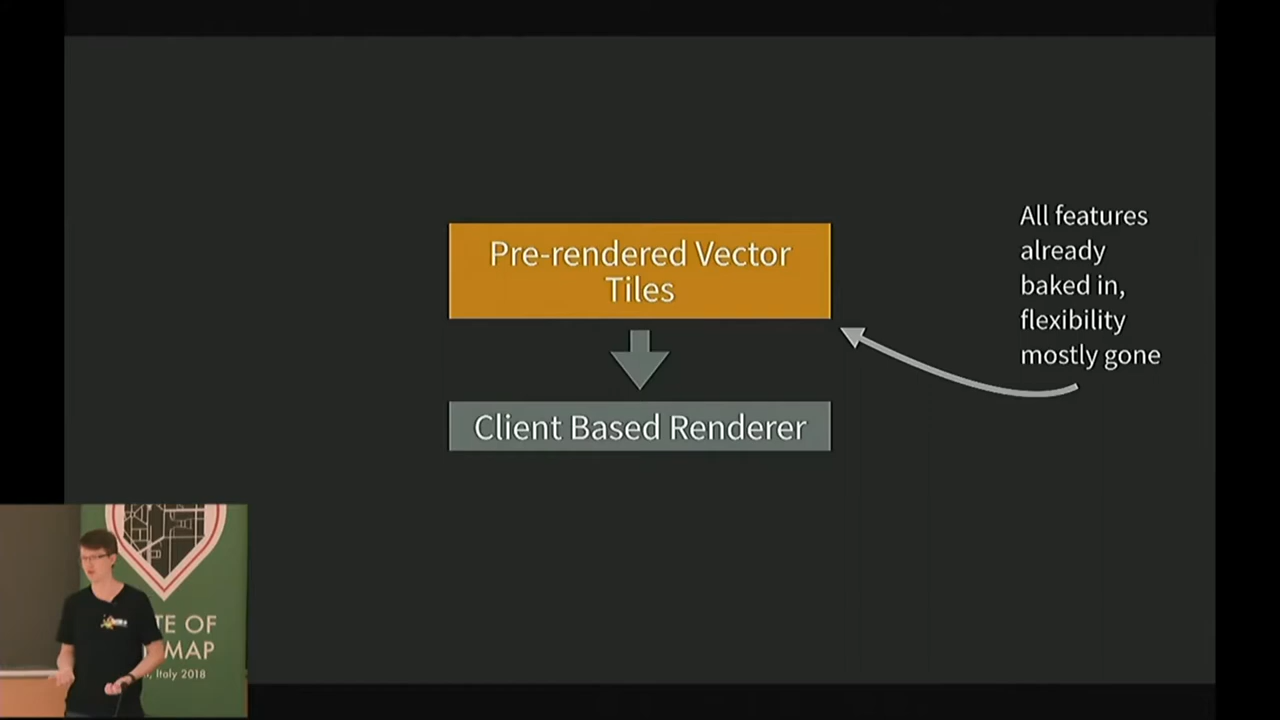 Pre-rendered Vector
Tiles
Client Based Renderer
All features
already
baked in,
flexibility
mostly gone
TE OF
MAP
Italy 2018